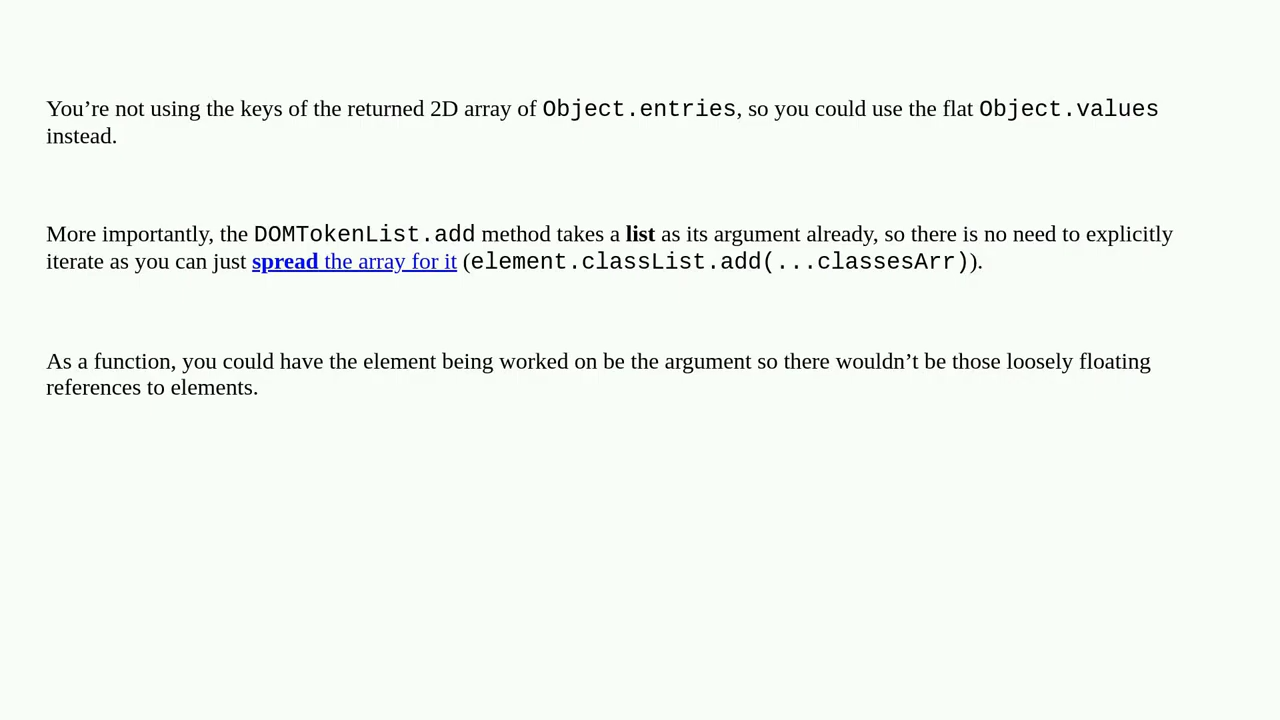 You’re not using the keys of the returned 2D array of Object.entries, so you could use the flat Object.values
instead.
More importantly, the DOMTokenList.add method takes a list as its argument already, so there is no need to explicitly
iterate as you can just spread the array for it (element.classList.add(...classesArr)).
As a function, you could have the element being worked on be the argument so there wouldn’t be those loosely floating
references to elements.